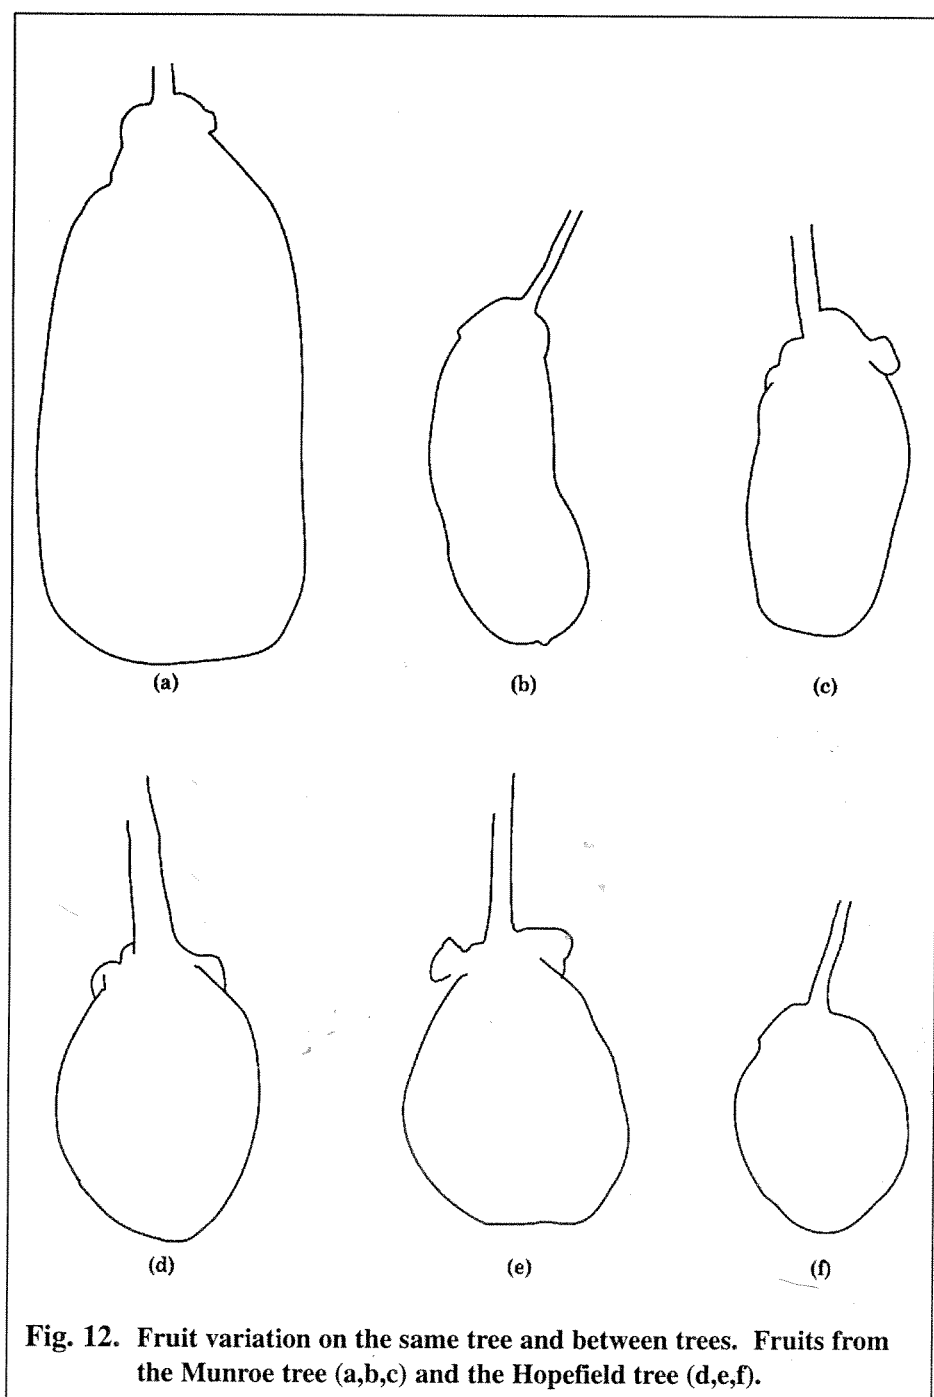 (a)
(b)
(c)
(d)
(e)
(f)
Fig. 12. Fruit variation on the same tree and between trees. Fruits from
the Munroe tree (a,b,c) and the Hopefield tree (d,e,f).